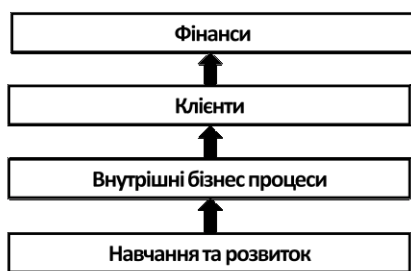 Фінанси
Клієнти
Внутрішні бізнес процеси
Навчання та розвиток